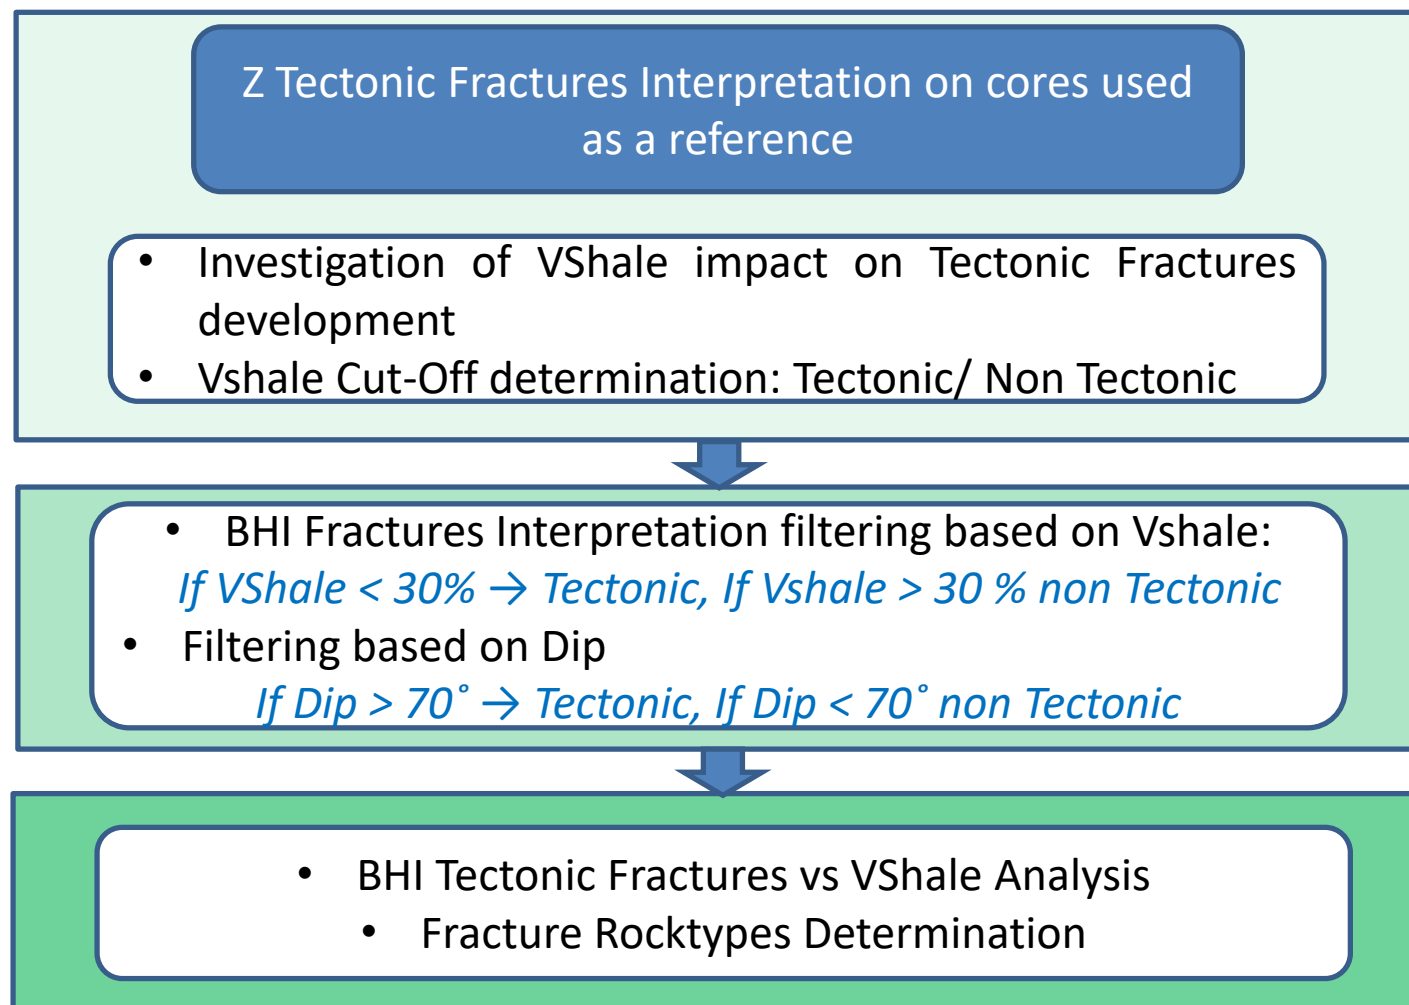 Z Tectonic Fractures Interpretation on cores used
as a reference
• Investigation of VShale impact on Tectonic Fractures
development
• Vshale Cut-Off determination: Tectonic/ Non Tectonic
• BHI Fractures Interpretation filtering based on Vshale:
If VShale < 30% → Tectonic, If Vshale > 30 % non Tectonic
• Filtering based on Dip
If Dip > 70˚ → Tectonic, If Dip < 70˚ non Tectonic
• BHI Tectonic Fractures vs VShale Analysis
• Fracture Rocktypes Determination